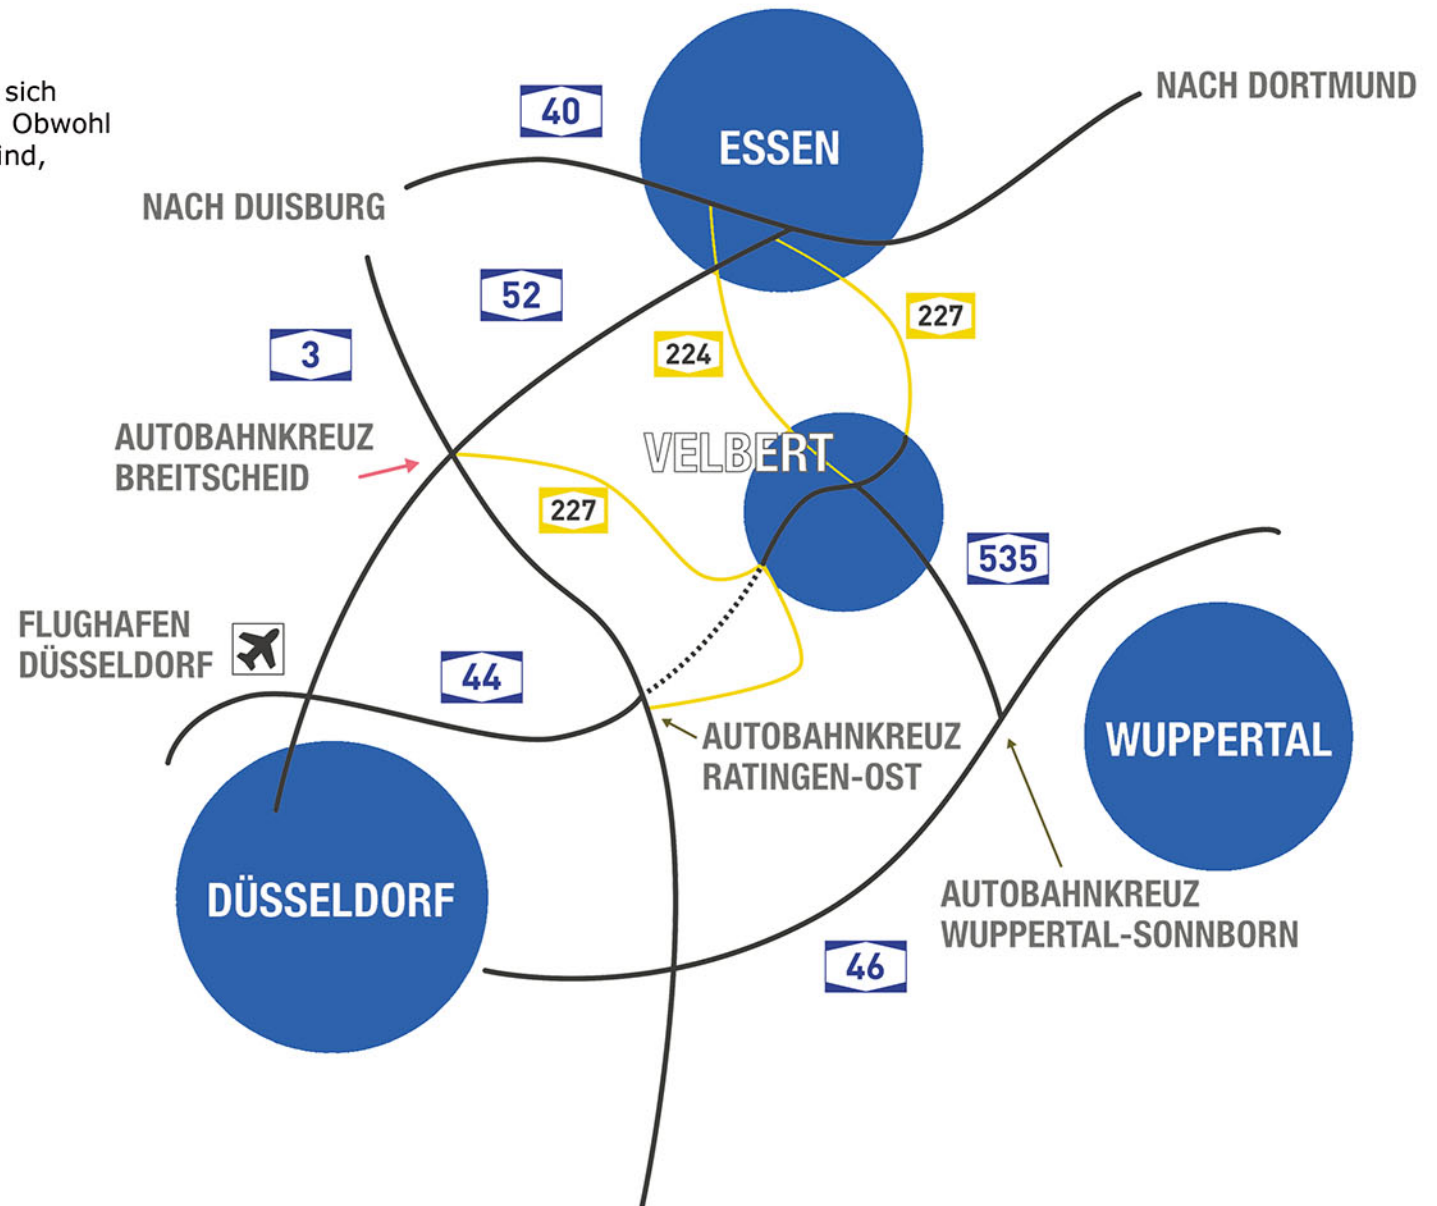 sich
Obwohl
ind,
40
ESSEN
NACH DORTMUND
NACH DUISBURG
52
227
3
224
AUTOBAHNKREUZ
BREITSCHEID
VELBERT
227
535
FLUGHAFEN
DÜSSELDORF
44
AUTOBAHNKREUZ
RATINGEN-OST
WUPPERTAL
DÜSSELDORF
AUTOBAHNKREUZ
WUPPERTAL-SONNBORN
46